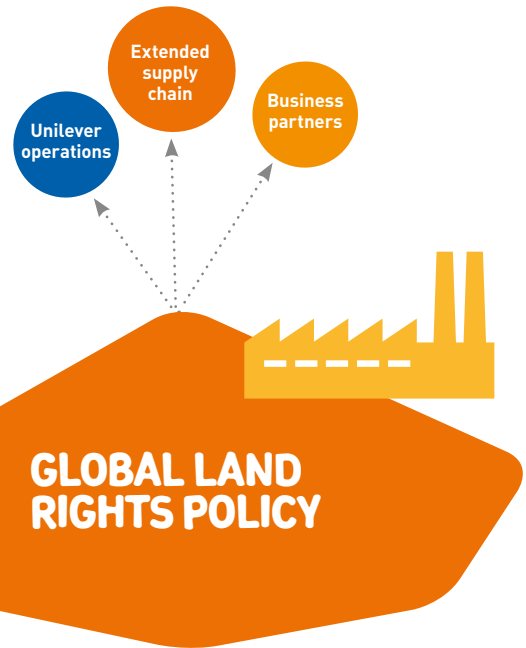 Extended
supply
chain
Unilever
operations
Business
partners
GLOBAL LAND
RIGHTS POLICY